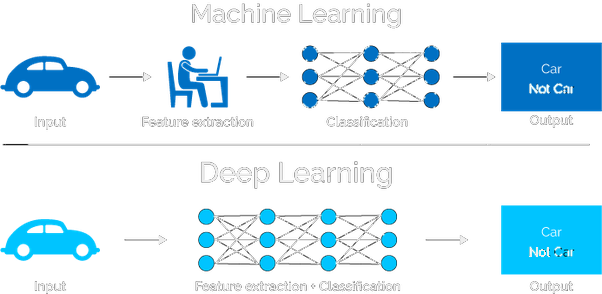 Machine Learning
Car
Not Car
Input
Feature extraction
Classification
Output
Deep Learning
Car
Not Car
Input
Feature extraction + Classification
Output